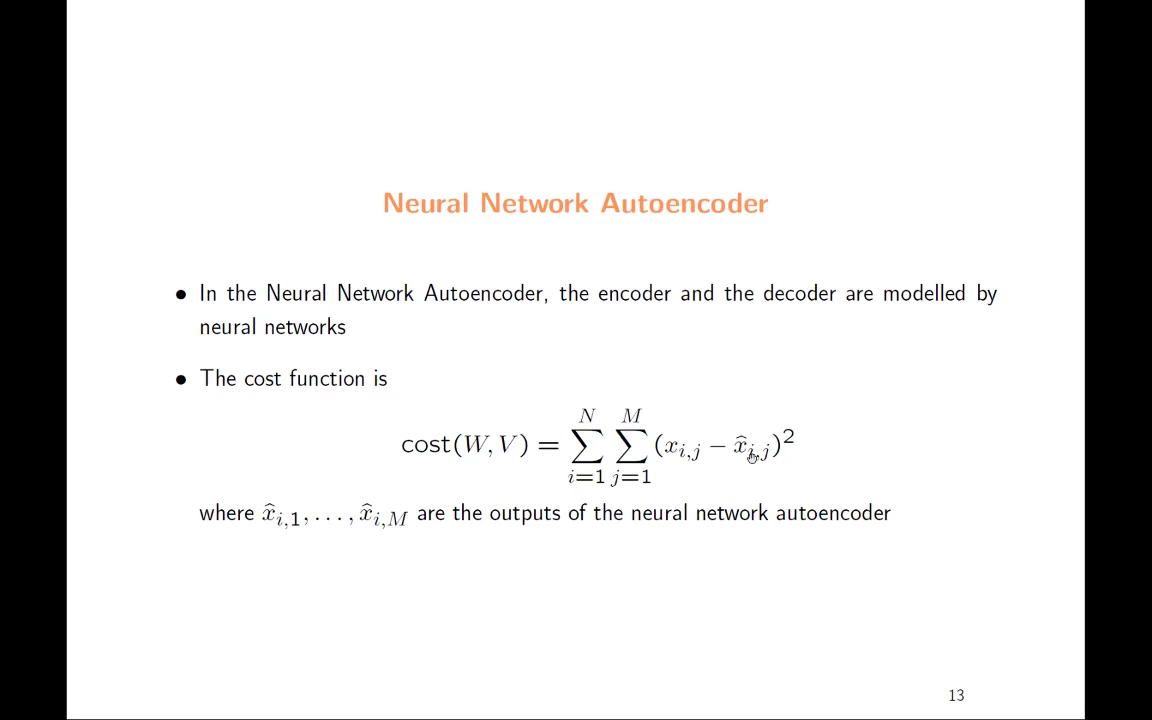 Neural Network Autoencoder
• In the Neural Network Autoencoder, the encoder and the decoder are modelled by
neural networks
• The cost function is
cost(W, V) = ∑_{i=1}^{N} ∑_{j=1}^{M} (x_{i,j} − x̂_{i,j})²
where x̂_{i,1}, . . . , x̂_{i,M} are the outputs of the neural network autoencoder
13